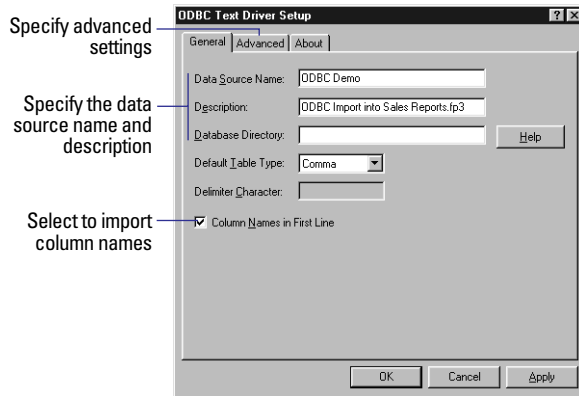 Specify advanced
settings
Specify the data
source name and
description
Select to import
column names
ODBC Text Driver Setup
General Advanced About
Data Source Name: ODBC Demo
Description: ODBC Import into Sales Reports.fp3
Database Directory: Help
Default Table Type: Comma
Delimiter Character:
Column Names in First Line
OK Cancel Apply